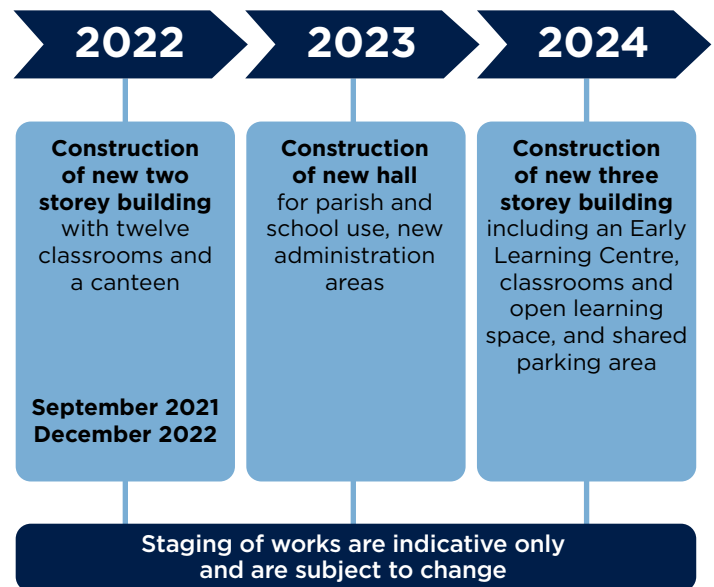 2022
2023
2024
Construction
of new two
storey building
with twelve
classrooms and
a canteen
September 2021
December 2022
Construction
of new hall
for parish and
school use, new
administration
areas
Construction
of new three
storey building
including an Early
Learning Centre,
classrooms and
open learning
space, and shared
parking area
Staging of works are indicative only
and are subject to change